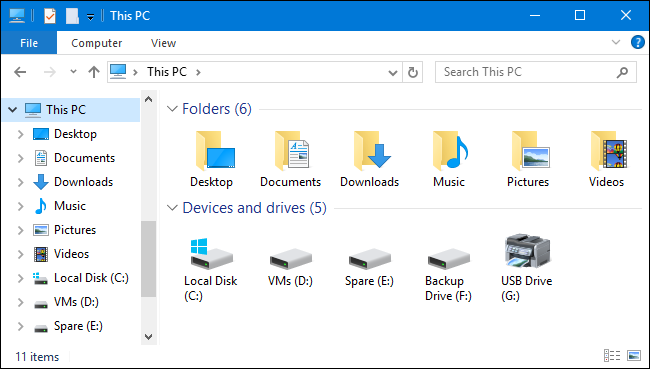 This PC
File Computer View
This PC
Search This PC
This PC
Desktop
Documents
Downloads
Music
Pictures
Videos
Local Disk (C:)
VMs (D:)
Spare (E:)
Folders (6)
Desktop Documents Downloads Music Pictures Videos
Devices and drives (5)
Local Disk
(C:)
VMs (D:)
Spare (E:)
Backup
Drive (F:)
USB Drive
(G:)
11 items